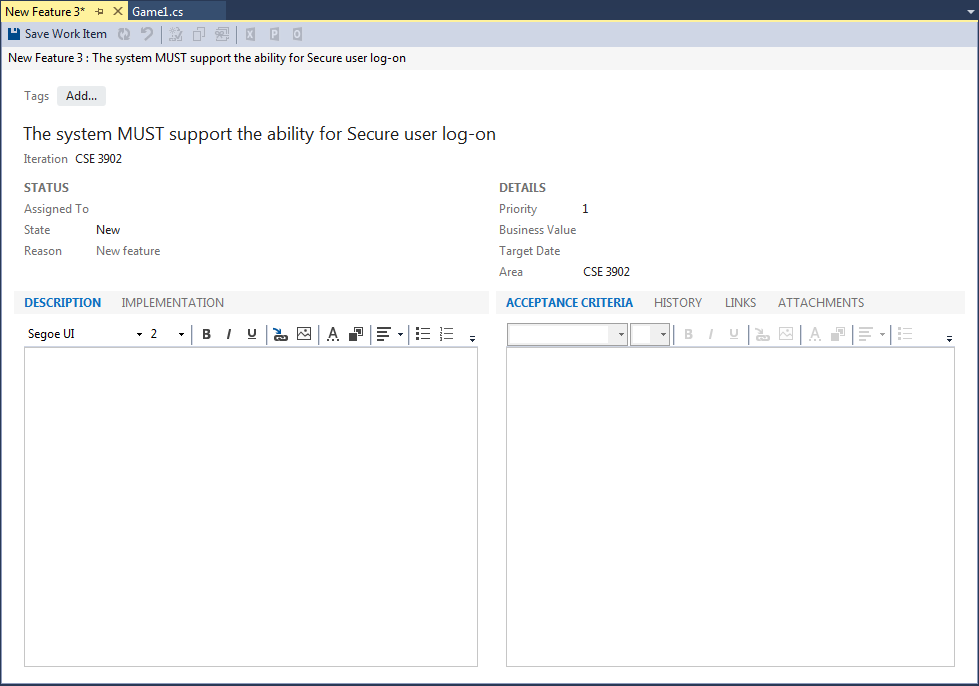 New Feature 3* Game1.cs
Save Work Item
New Feature 3 : The system MUST support the ability for Secure user log-on
Tags Add...
The system MUST support the ability for Secure user log-on
Iteration CSE 3902
STATUS
Assigned To
State New
Reason New feature
DETAILS
Priority 1
Business Value
Target Date
Area CSE 3902
DESCRIPTION IMPLEMENTATION
Segoe UI 2 B I U A
ACCEPTANCE CRITERIA HISTORY LINKS ATTACHMENTS
B I U A